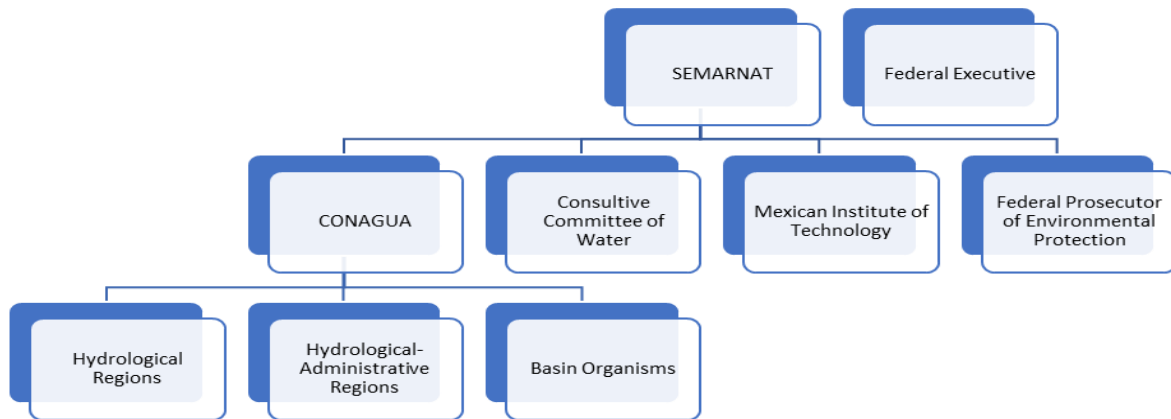 SEMARNAT
Federal Executive
CONAGUA
Consultive
Committee of
Water
Mexican Institute of
Technology
Federal Prosecutor
of Environmental
Protection
Hydrological
Regions
Hydrological-
Administrative
Regions
Basin Organisms